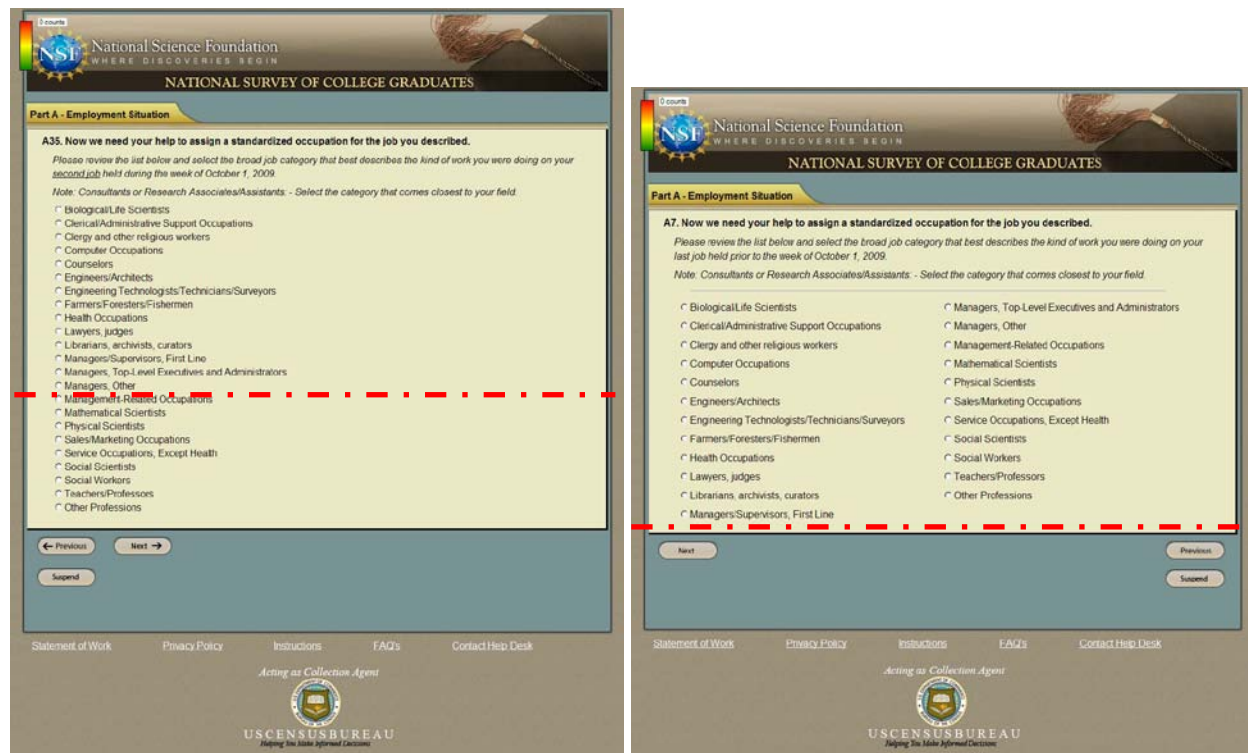 0 counts
NSF
National Science Foundation
WHERE DISCOVERIES BEGIN
NATIONAL SURVEY OF COLLEGE GRADUATES
Part A - Employment Situation
A35. Now we need your help to assign a standardized occupation for the job you described.
Please review the list below and select the broad job category that best describes the kind of work you were doing on your
second job held during the week of October 1, 2009.
Note: Consultants or Research Associates/Assistants: - Select the category that comes closest to your field.
Biological/Life Scientists
Clerical/Administrative Support Occupations
Clergy and other religious workers
Computer Occupations
Counselors
Engineers/Architects
Engineering Technologists/Technicians/Surveyors
Farmers/Foresters/Fishermen
Health Occupations
Lawyers, judges
Librarians, archivists, curators
Managers/Supervisors, First Line
Managers, Top-Level Executives and Administrators
Managers, Other
Management-Related Occupations
Mathematical Scientists
Physical Scientists
Sales/Marketing Occupations
Service Occupations, Except Health
Social Scientists
Social Workers
Teachers/Professors
Other Professions
Previous
Next
Suspend
Statement of Work Privacy Policy Instructions FAQ's Contact Help Desk
Acting as Collection Agent
USCENSUSBUREAU
Helping You Make Informed Decisions
0 counts
NSF
National Science Foundation
WHERE DISCOVERIES BEGIN
NATIONAL SURVEY OF COLLEGE GRADUATES
Part A - Employment Situation
A7. Now we need your help to assign a standardized occupation for the job you described.
Please review the list below and select the broad job category that best describes the kind of work you were doing on your
last job held prior to the week of October 1, 2009.
Note: Consultants or Research Associates/Assistants: - Select the category that comes closest to your field.
Biological/Life Scientists
Clerical/Administrative Support Occupations
Clergy and other religious workers
Computer Occupations
Counselors
Engineers/Architects
Engineering Technologists/Technicians/Surveyors
Farmers/Foresters/Fishermen
Health Occupations
Lawyers, judges
Librarians, archivists, curators
Managers/Supervisors, First Line
Managers, Top-Level Executives and Administrators
Managers, Other
Management-Related Occupations
Mathematical Scientists
Physical Scientists
Sales/Marketing Occupations
Service Occupations, Except Health
Social Scientists
Social Workers
Teachers/Professors
Other Professions
Next
Previous
Suspend
Statement of Work Privacy Policy Instructions FAQ's Contact Help Desk
Acting as Collection Agent
USCENSUSBUREAU
Helping You Make Informed Decisions